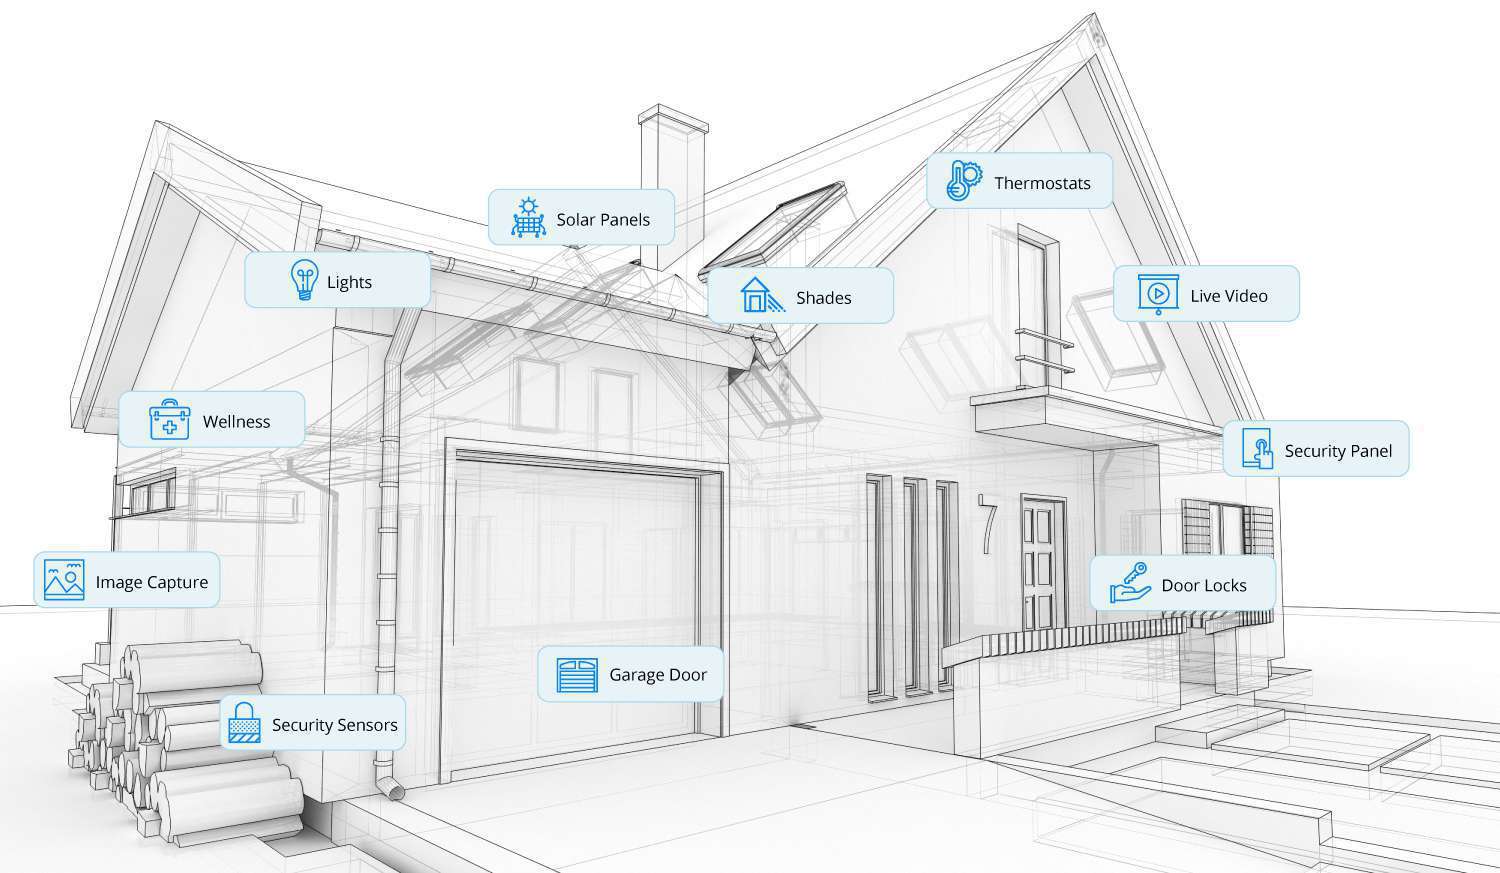 Thermostats
Solar Panels
Lights
Shades
Live Video
Wellness
Security Panel
7
Image Capture
Door Locks
Garage Door
Security Sensors